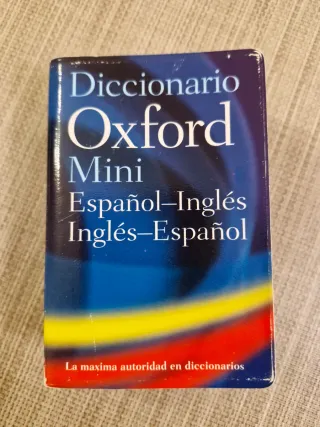 Diccionario
Oxford
Mini
Español–Inglés
Inglés–Español
La maxima autoridad en diccionarios